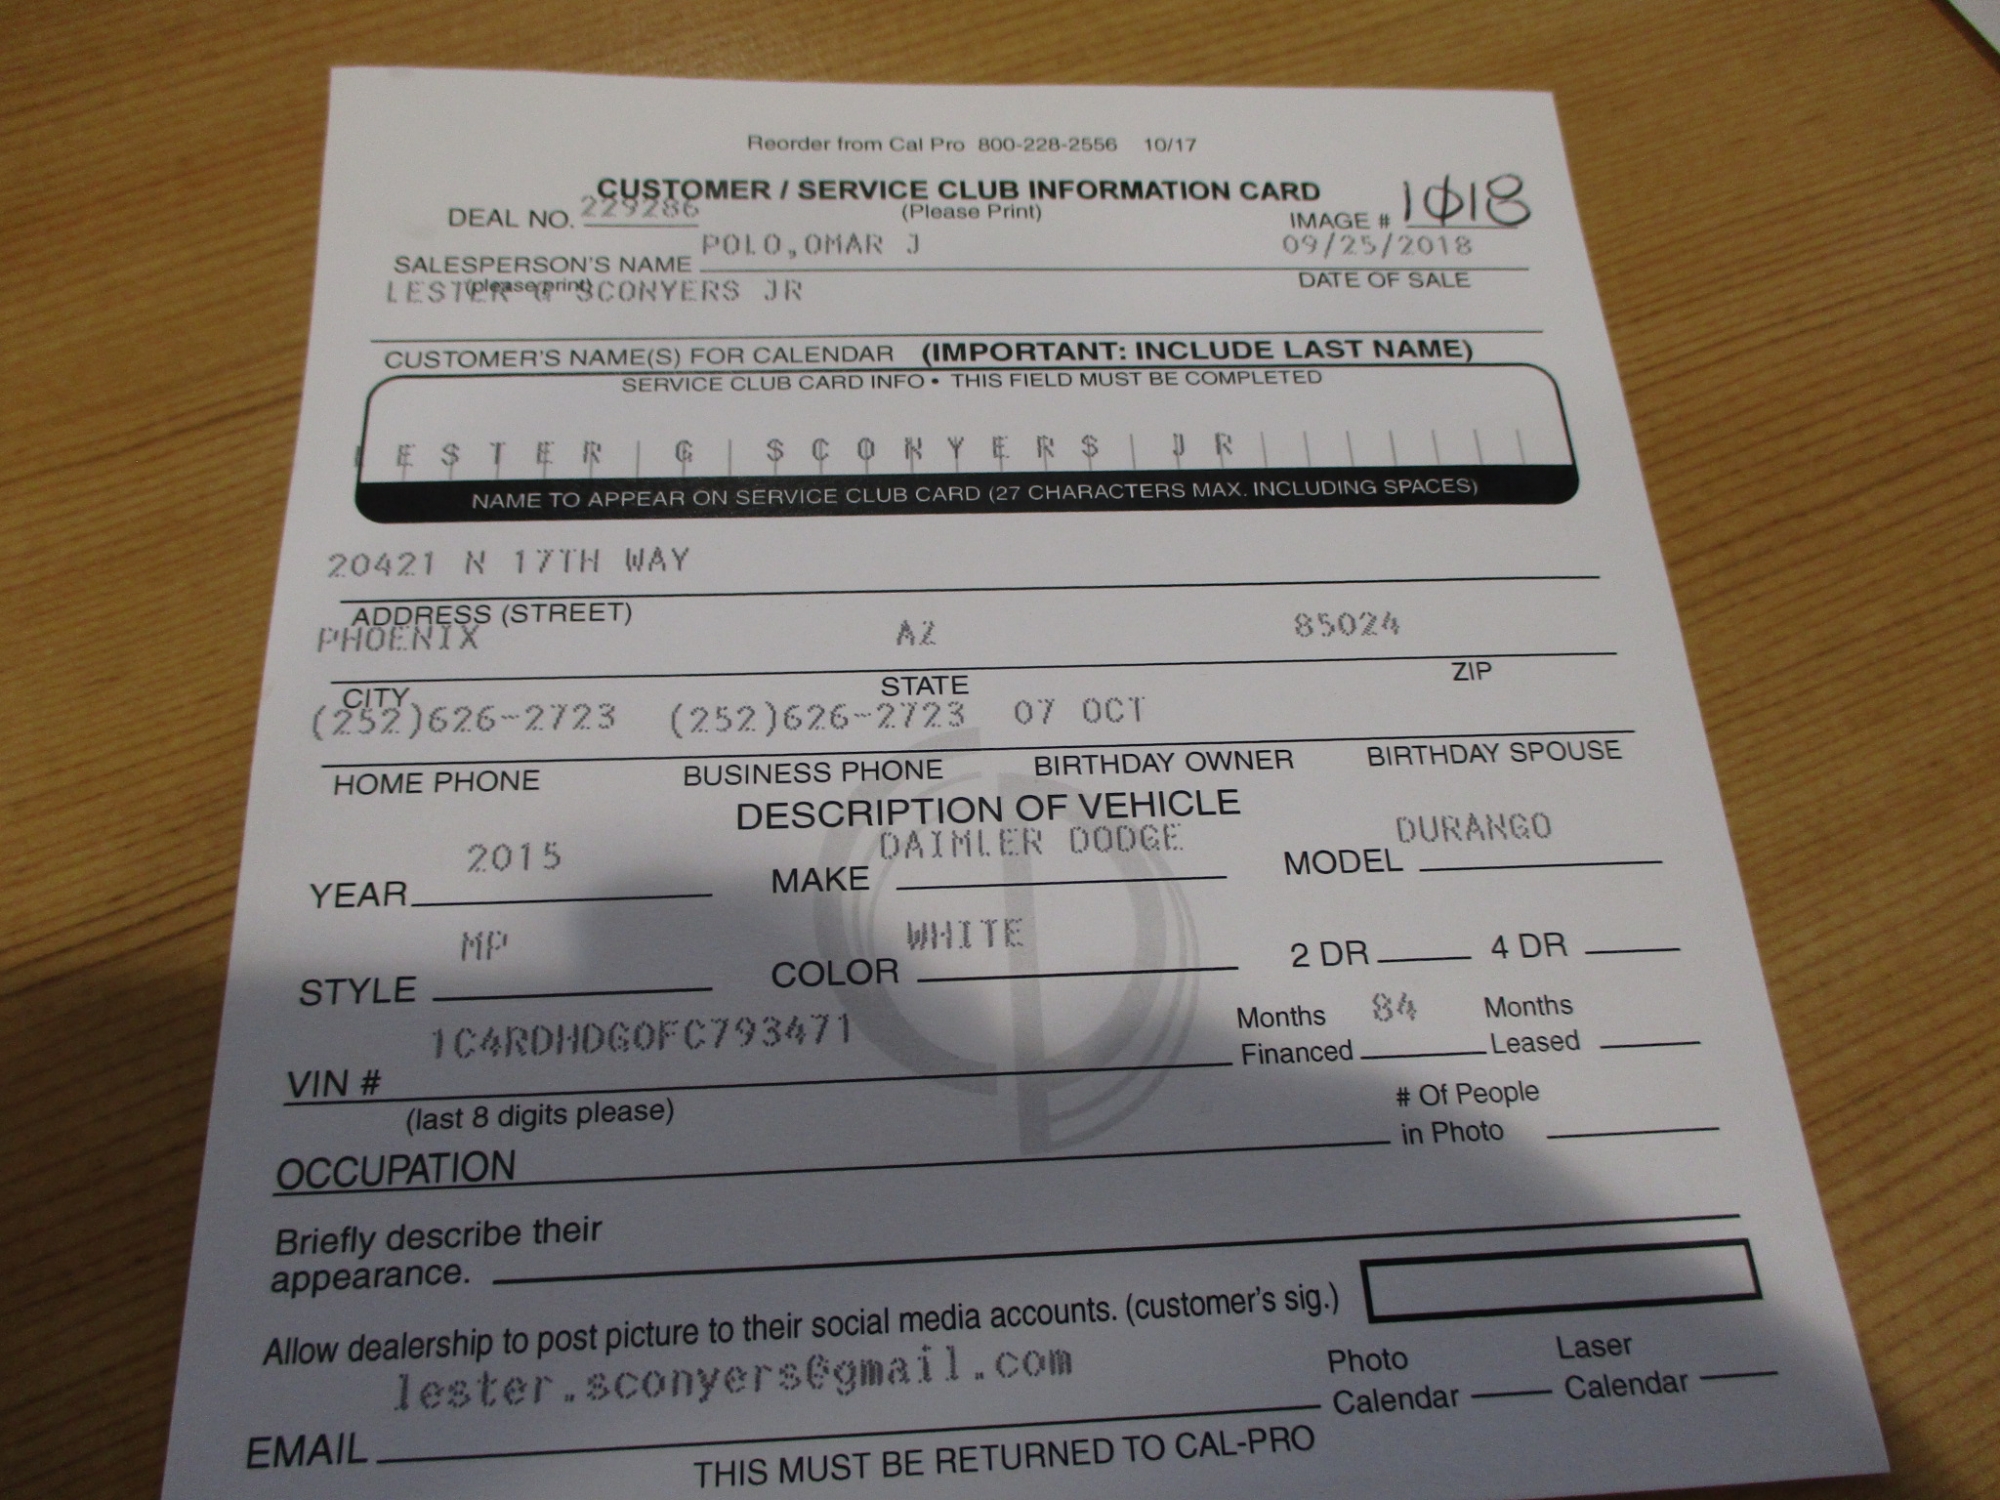 Reorder from Cal Pro 800-228-2556 10/17
CUSTOMER / SERVICE CLUB INFORMATION CARD
DEAL NO. 229286 (Please Print) IMAGE # 1018
SALESPERSON'S NAME POLO,OMAR J 09/25/2018
(please print) DATE OF SALE
LESTER G SCONYERS JR
CUSTOMER'S NAME(S) FOR CALENDAR (IMPORTANT: INCLUDE LAST NAME)
SERVICE CLUB CARD INFO • THIS FIELD MUST BE COMPLETED
ESTER G SCONYERS JR
NAME TO APPEAR ON SERVICE CLUB CARD (27 CHARACTERS MAX. INCLUDING SPACES)
20421 N 17TH WAY
ADDRESS (STREET)
PHOENIX AZ 85024
CITY STATE ZIP
(252)626-2723 (252)626-2723 07 OCT
HOME PHONE BUSINESS PHONE BIRTHDAY OWNER BIRTHDAY SPOUSE
DESCRIPTION OF VEHICLE
YEAR 2015 MAKE DAIMLER DODGE MODEL DURANGO
STYLE MP COLOR WHITE 2 DR 4 DR
VIN # 1C4RDHDG0FC793471 Months Financed 84 Months Leased
(last 8 digits please)
OCCUPATION # Of People in Photo
Briefly describe their
appearance.
Allow dealership to post picture to their social media accounts. (customer's sig.)
EMAIL lester.sconyers@gmail.com Photo Calendar Laser Calendar
THIS MUST BE RETURNED TO CAL-PRO